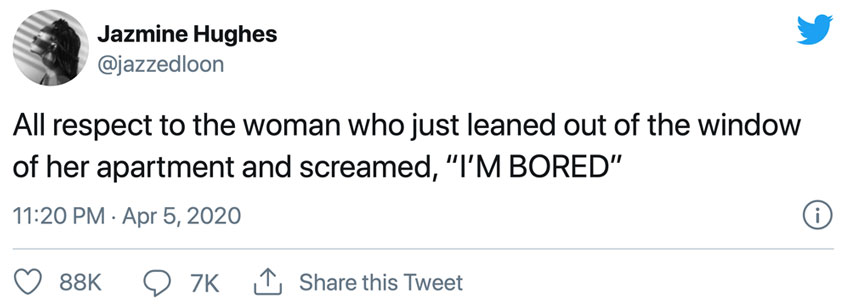 Jazmine Hughes
@jazzedloon
All respect to the woman who just leaned out of the window
of her apartment and screamed, “I’M BORED”
11:20 PM · Apr 5, 2020
88K 7K Share this Tweet